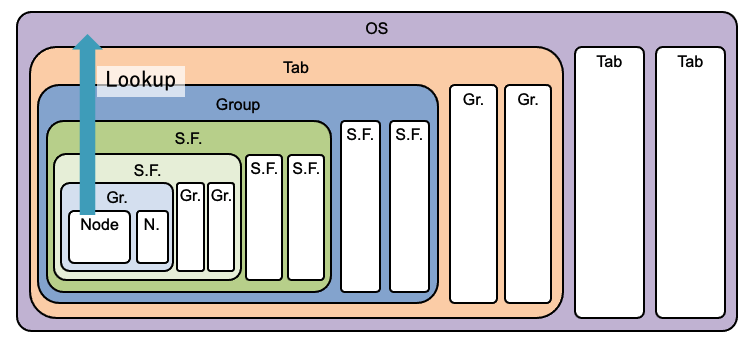 OS
Tab
Tab
Tab
Lookup
Group
Gr.
Gr.
S.F.
S.F.
S.F.
S.F.
S.F.
S.F.
Gr.
Gr.
Gr.
Node
N.